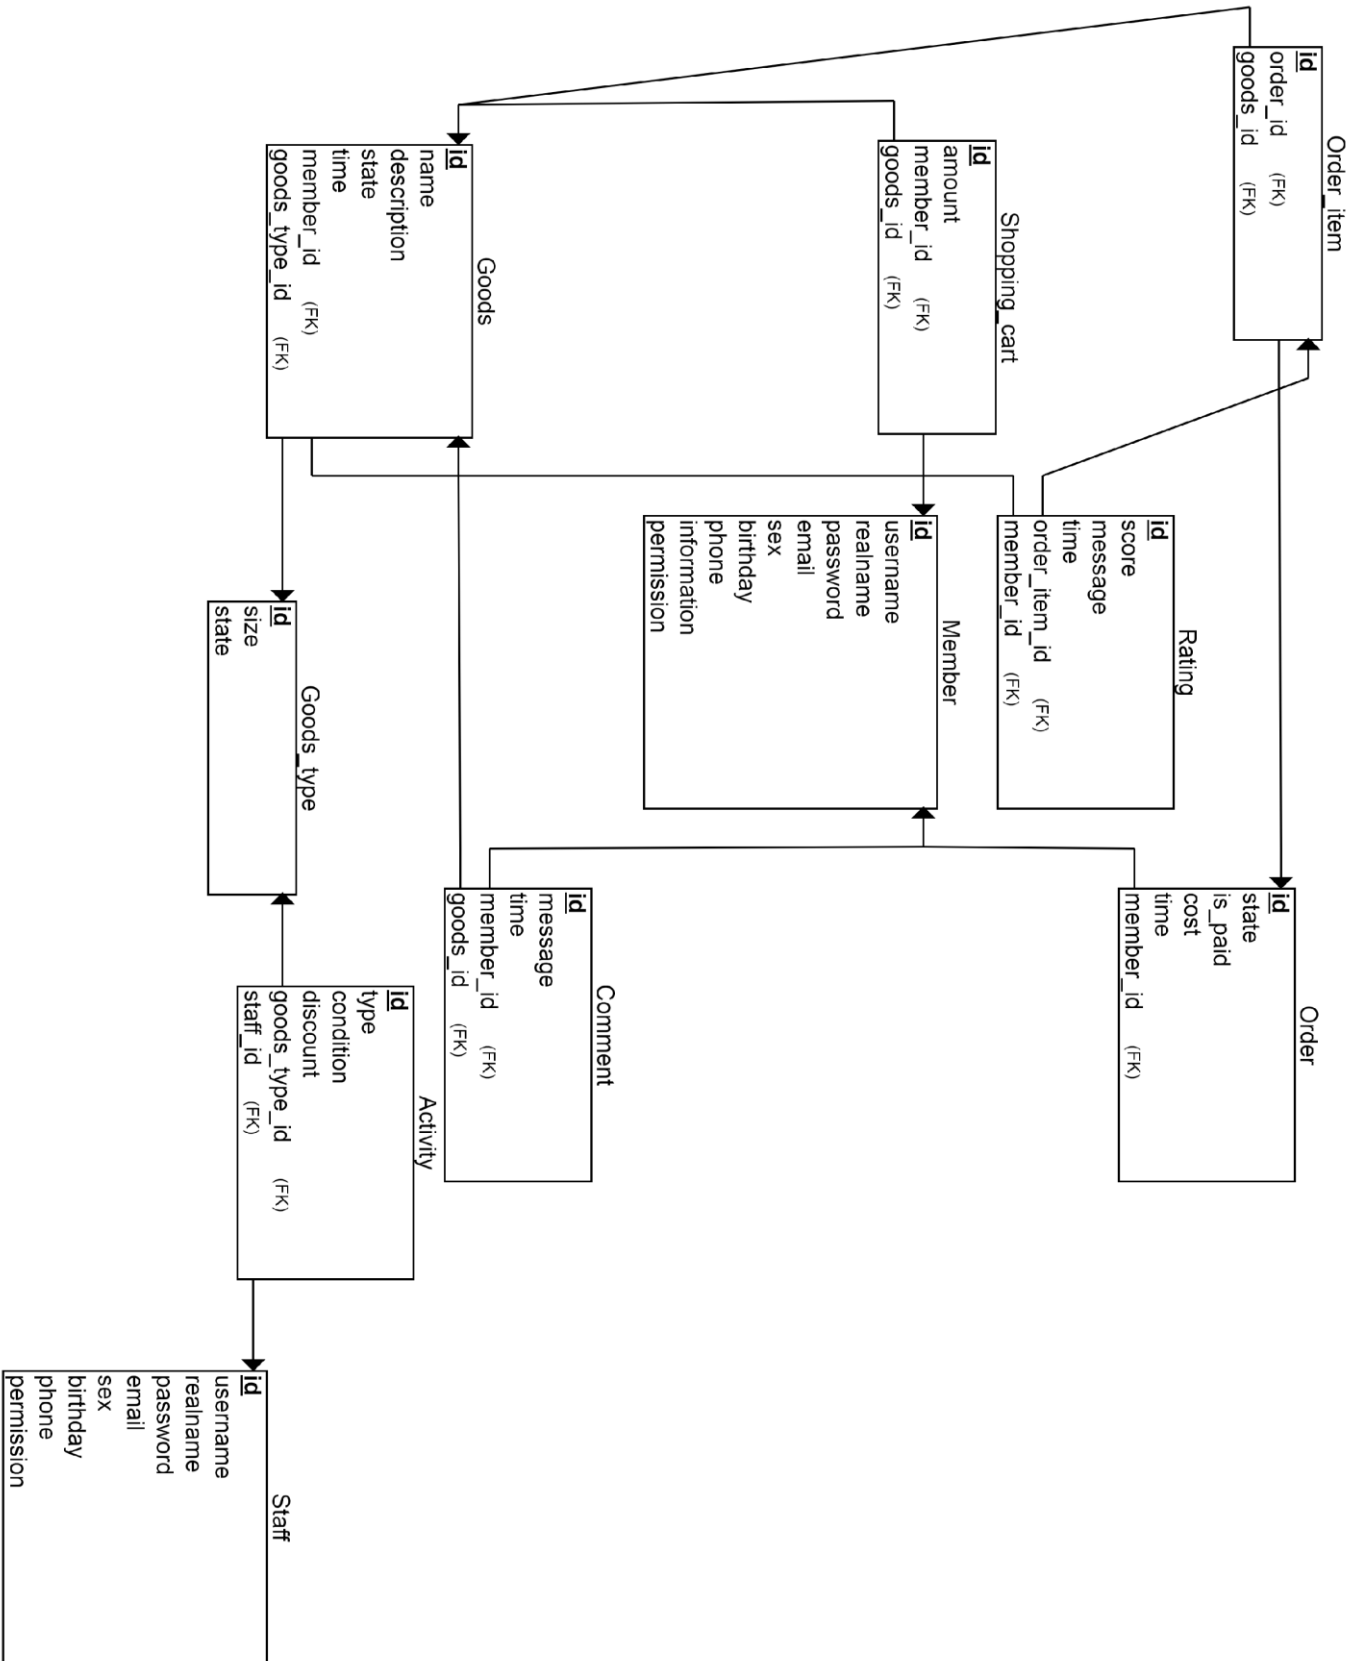 Order_item
id
order_id (FK)
goods_id (FK)
Shopping_cart
id
amount
member_id (FK)
goods_id (FK)
Goods
id
name
description
state
time
member_id (FK)
goods_type_id (FK)
Rating
id
score
message
time
order_item_id (FK)
member_id (FK)
Member
id
username
realname
password
email
sex
birthday
phone
information
permission
Goods_type
id
size
state
Order
id
state
is_paid
cost
time
member_id (FK)
Comment
id
message
time
member_id (FK)
goods_id (FK)
Activity
id
type
condition
discount
goods_type_id (FK)
staff_id (FK)
Staff
id
username
realname
password
email
sex
birthday
phone
permission